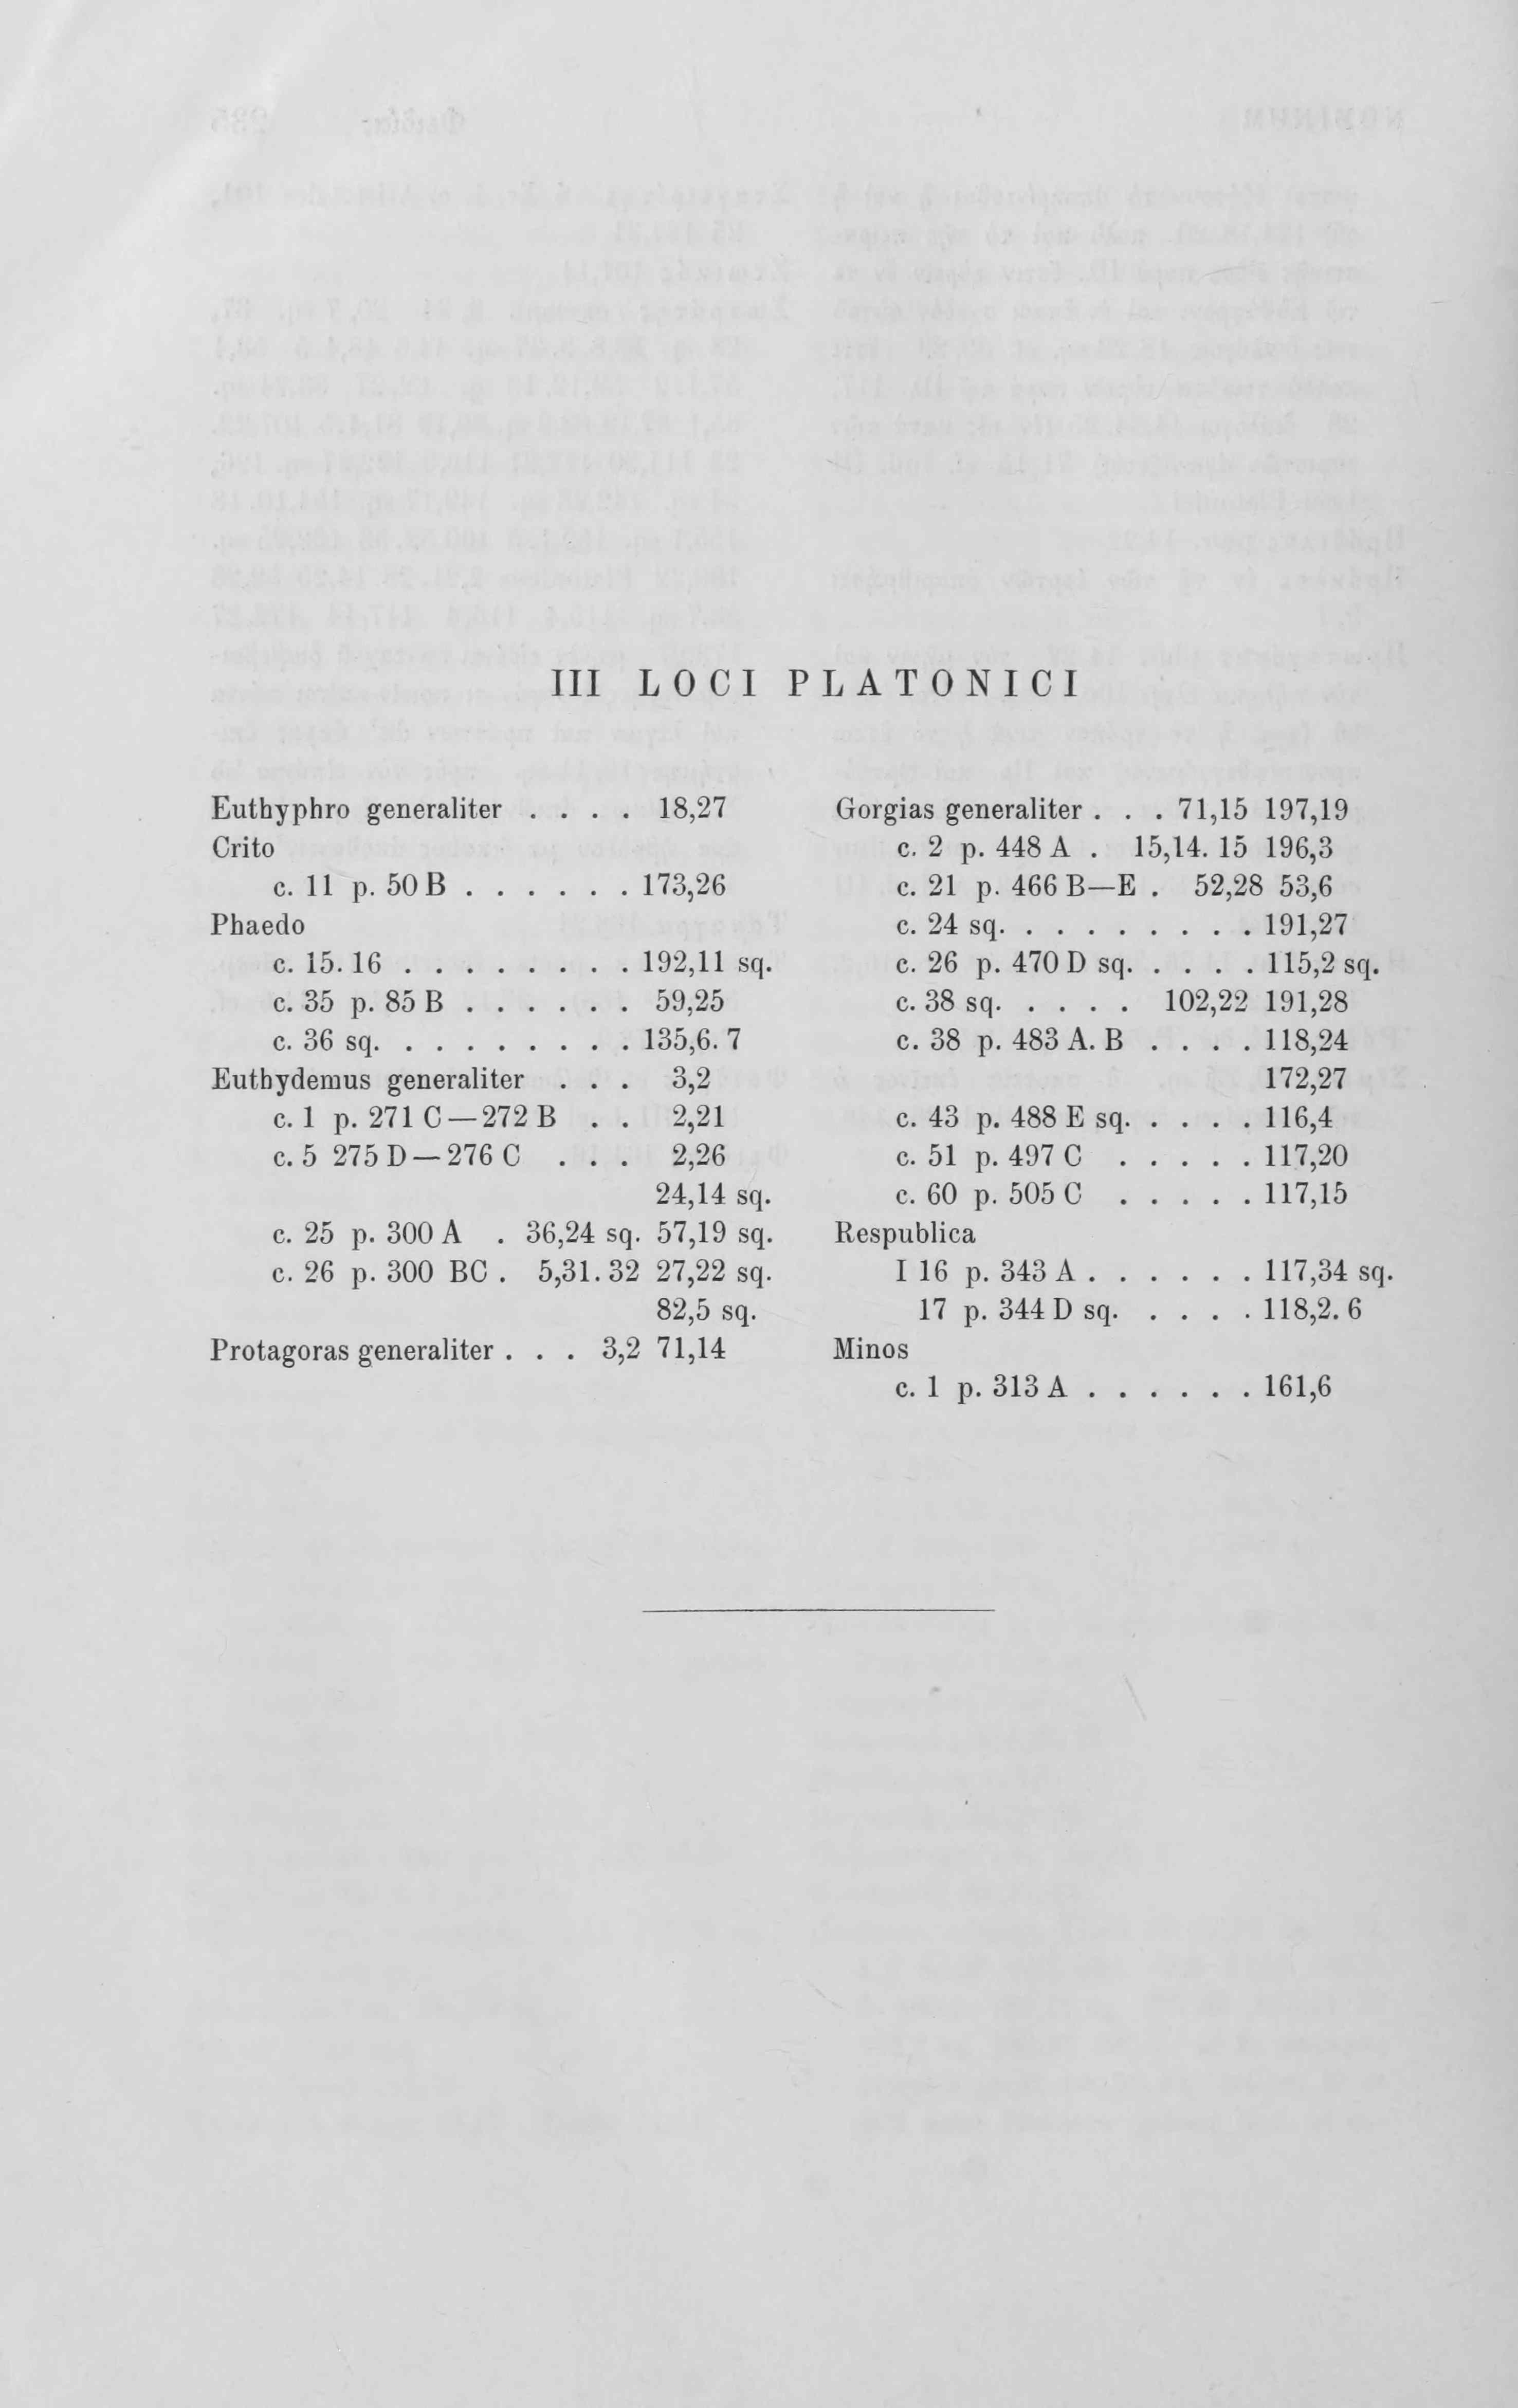 III LOCI PLATONICI
Euthyphro generaliter . . . . 18,27
Crito
c. 11 p. 50 B . . . . . . 173,26
Phaedo
c. 15. 16 . . . . . . . . 192,11 sq.
c. 35 p. 85 B . . . . . . 59,25
c. 36 sq. . . . . . . . . 135,6. 7
Euthydemus generaliter . . . 3,2
c. 1 p. 271 C—272 B . . 2,21
c. 5 275 D—276 C . . . 2,26
24,14 sq.
c. 25 p. 300 A . 36,24 sq. 57,19 sq.
c. 26 p. 300 BC . 5,31. 32 27,22 sq.
82,5 sq.
Protagoras generaliter . . . 3,2 71,14
Gorgias generaliter . . . 71,15 197,19
c. 2 p. 448 A . 15,14. 15 196,3
c. 21 p. 466 B—E . 52,28 53,6
c. 24 sq. . . . . . . . . 191,27
c. 26 p. 470 D sq. . . . . 115,2 sq.
c. 38 sq. . . . . 102,22 191,28
c. 38 p. 483 A. B . . . . 118,24
172,27
c. 43 p. 488 E sq. . . . . 116,4
c. 51 p. 497 C . . . . . 117,20
c. 60 p. 505 C . . . . . 117,15
Respublica
I 16 p. 343 A . . . . . . 117,34 sq.
17 p. 344 D sq. . . . . 118,2. 6
Minos
c. 1 p. 313 A . . . . . . 161,6